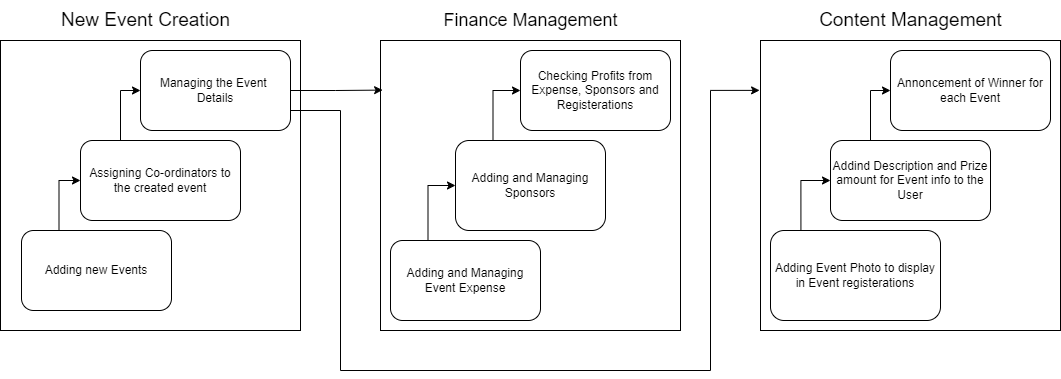 New Event Creation
Finance Management
Content Management
Managing the Event
Details
Assigning Co-ordinators to
the created event
Adding new Events
Checking Profits from
Expense, Sponsors and
Registerations
Adding and Managing
Sponsors
Adding and Managing
Event Expense
Annoncement of Winner for
each Event
Addind Description and Prize
amount for Event info to the
User
Adding Event Photo to display
in Event registerations